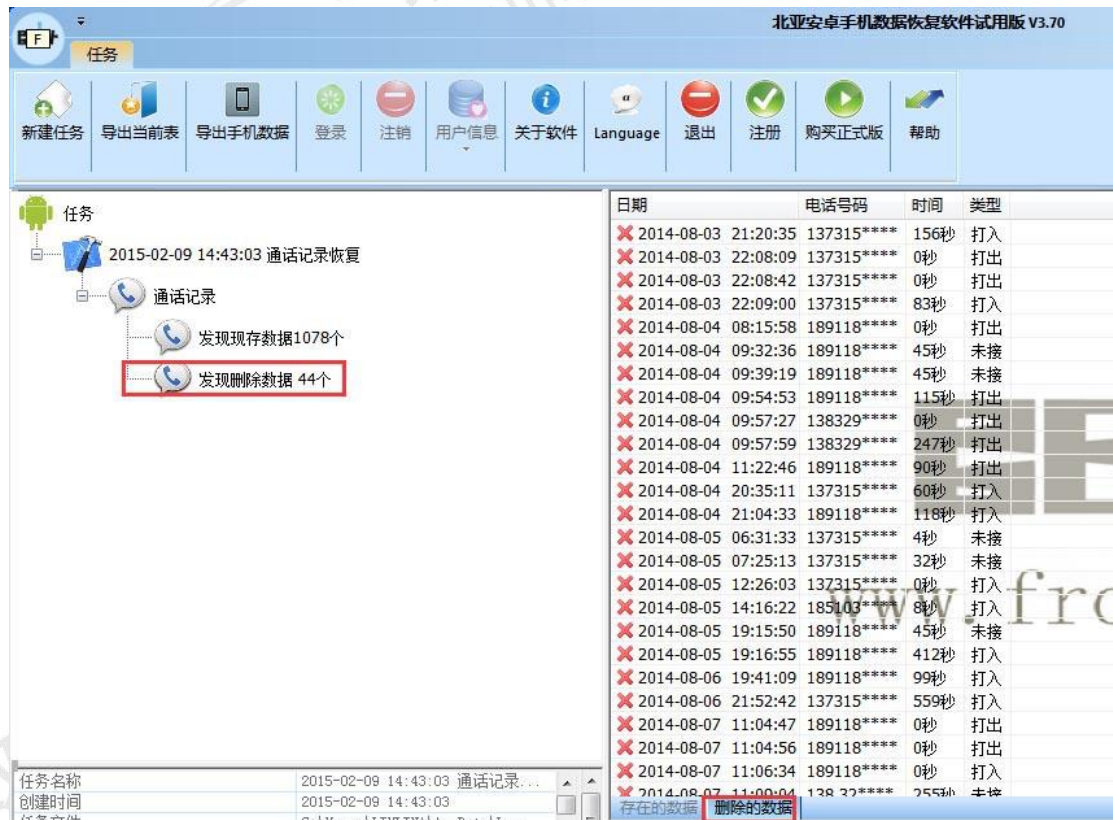 北亚安卓手机数据恢复软件试用版 V3.70
F
任务
新建任务 导出当前表 导出手机数据 登录 注销 用户信息 关于软件 Language 退出 注册 购买正式版 帮助
任务
2015-02-09 14:43:03 通话记录恢复
通话记录
发现现存数据1078个
发现删除数据 44个
日期 电话号码 时间 类型
2014-08-03 21:20:35 137315**** 156秒 打入
2014-08-03 22:08:09 137315**** 0秒 打出
2014-08-03 22:08:42 137315**** 0秒 打出
2014-08-03 22:09:00 137315**** 83秒 打入
2014-08-04 08:15:58 189118**** 0秒 打出
2014-08-04 09:32:36 189118**** 45秒 未接
2014-08-04 09:39:19 189118**** 45秒 未接
2014-08-04 09:54:53 189118**** 115秒 打出
2014-08-04 09:57:27 138329**** 0秒 打出
2014-08-04 09:57:59 138329**** 247秒 打出
2014-08-04 11:22:46 189118**** 90秒 打出
2014-08-04 20:35:11 137315**** 60秒 打入
2014-08-04 21:04:33 189118**** 118秒 打入
2014-08-05 06:31:33 137315**** 4秒 未接
2014-08-05 07:25:13 137315**** 32秒 未接
2014-08-05 12:26:03 137315**** 0秒 打入
2014-08-05 14:16:22 185103**** 8秒 打入
2014-08-05 19:15:50 189118**** 45秒 未接
2014-08-05 19:16:55 189118**** 412秒 打入
2014-08-06 19:41:09 189118**** 99秒 打入
2014-08-06 21:52:42 137315**** 559秒 打入
2014-08-07 11:04:47 189118**** 0秒 打出
2014-08-07 11:04:56 189118**** 0秒 打出
2014-08-07 11:06:34 189118**** 0秒 打入
2014-08-07 11:09:04 138 32**** 255秒 未接
www.fro
存在的数据 删除的数据
任务名称 2015-02-09 14:43:03 通话记录...
创建时间 2015-02-09 14:43:03
任务文件